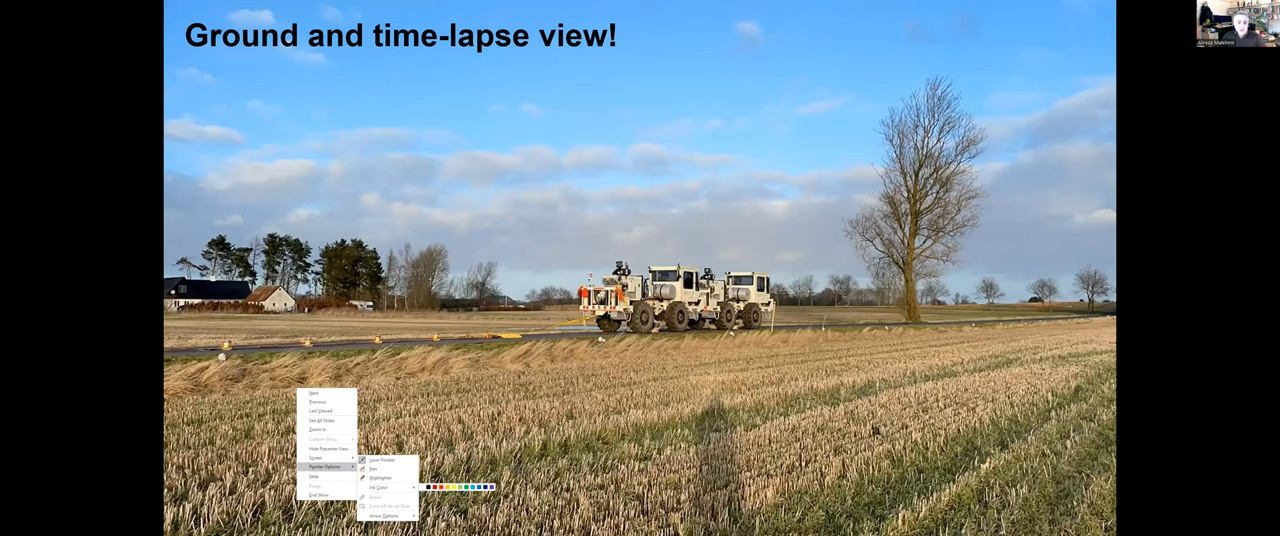 Ground and time-lapse view!
Alireza Malehmir
Next
Previous
Last Viewed
See All Slides
Zoom In
Custom Show
Hide Presenter View
Screen
Pointer Options
Help
Pause
End Show
Laser Pointer
Pen
Highlighter
Ink Color
Eraser
Erase All Ink on Slide
Arrow Options